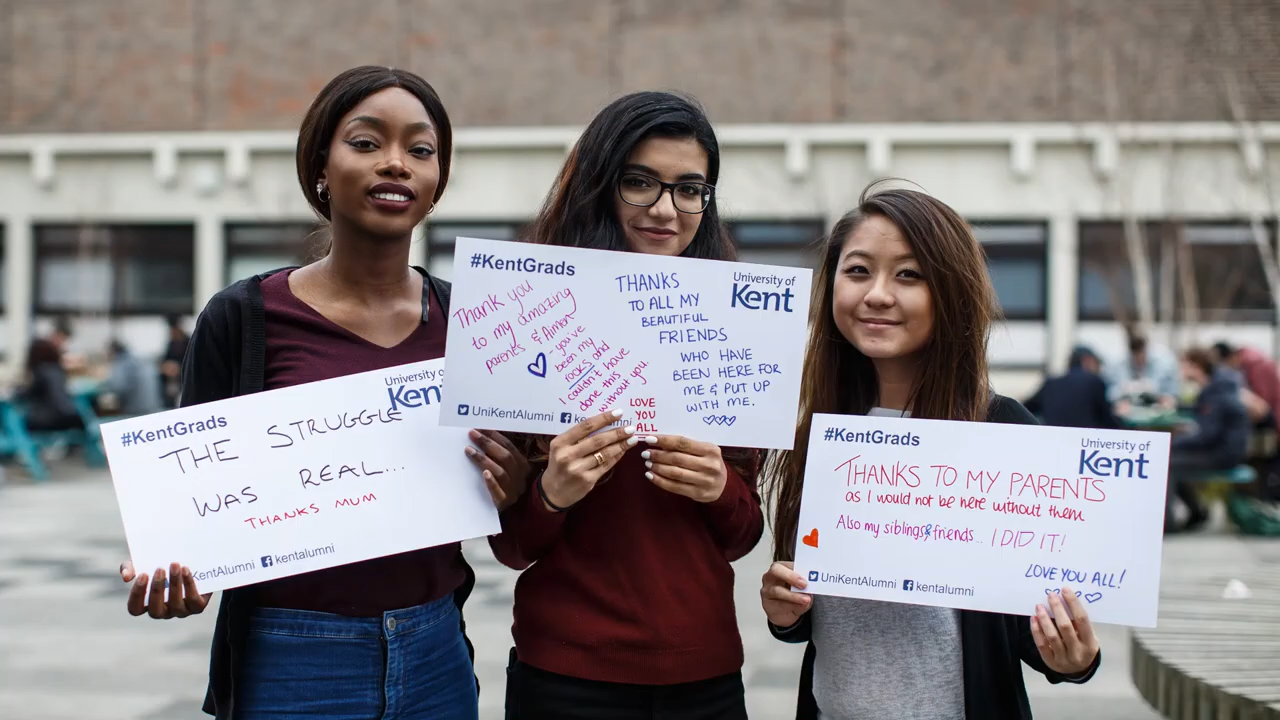 #KentGrads
University of
Ken
THE STRUGGLE
WAS REAL...
THANKS MUM
KentAlumni kentalumni
#KentGrads
University of
Kent
Thank you
to my amazing
parents &
- you've
been my
rocks and
I couldn't have
done this
without you.
THANKS
TO ALL MY
BEAUTIFUL
FRIENDS
WHO HAVE
BEEN HERE FOR
ME & PUT UP
WITH ME.
LOVE
YOU
ALL
UniKentAlumni
#KentGrads
University of
Kent
THANKS TO MY PARENTS
as I would not be here without them
Also my siblings & friends... I DID IT!
LOVE YOU ALL!
UniKentAlumni kentalumni